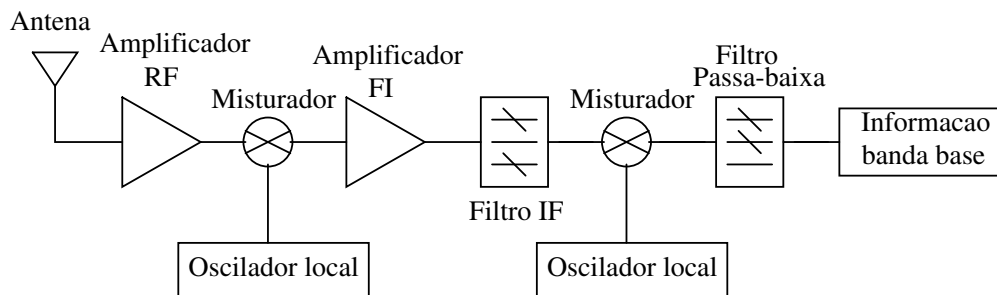 Antena
Amplificador
RF
Misturador
Amplificador
FI
Filtro IF
Misturador
Filtro
Passa-baixa
Informacao
banda base
Oscilador local
Oscilador local